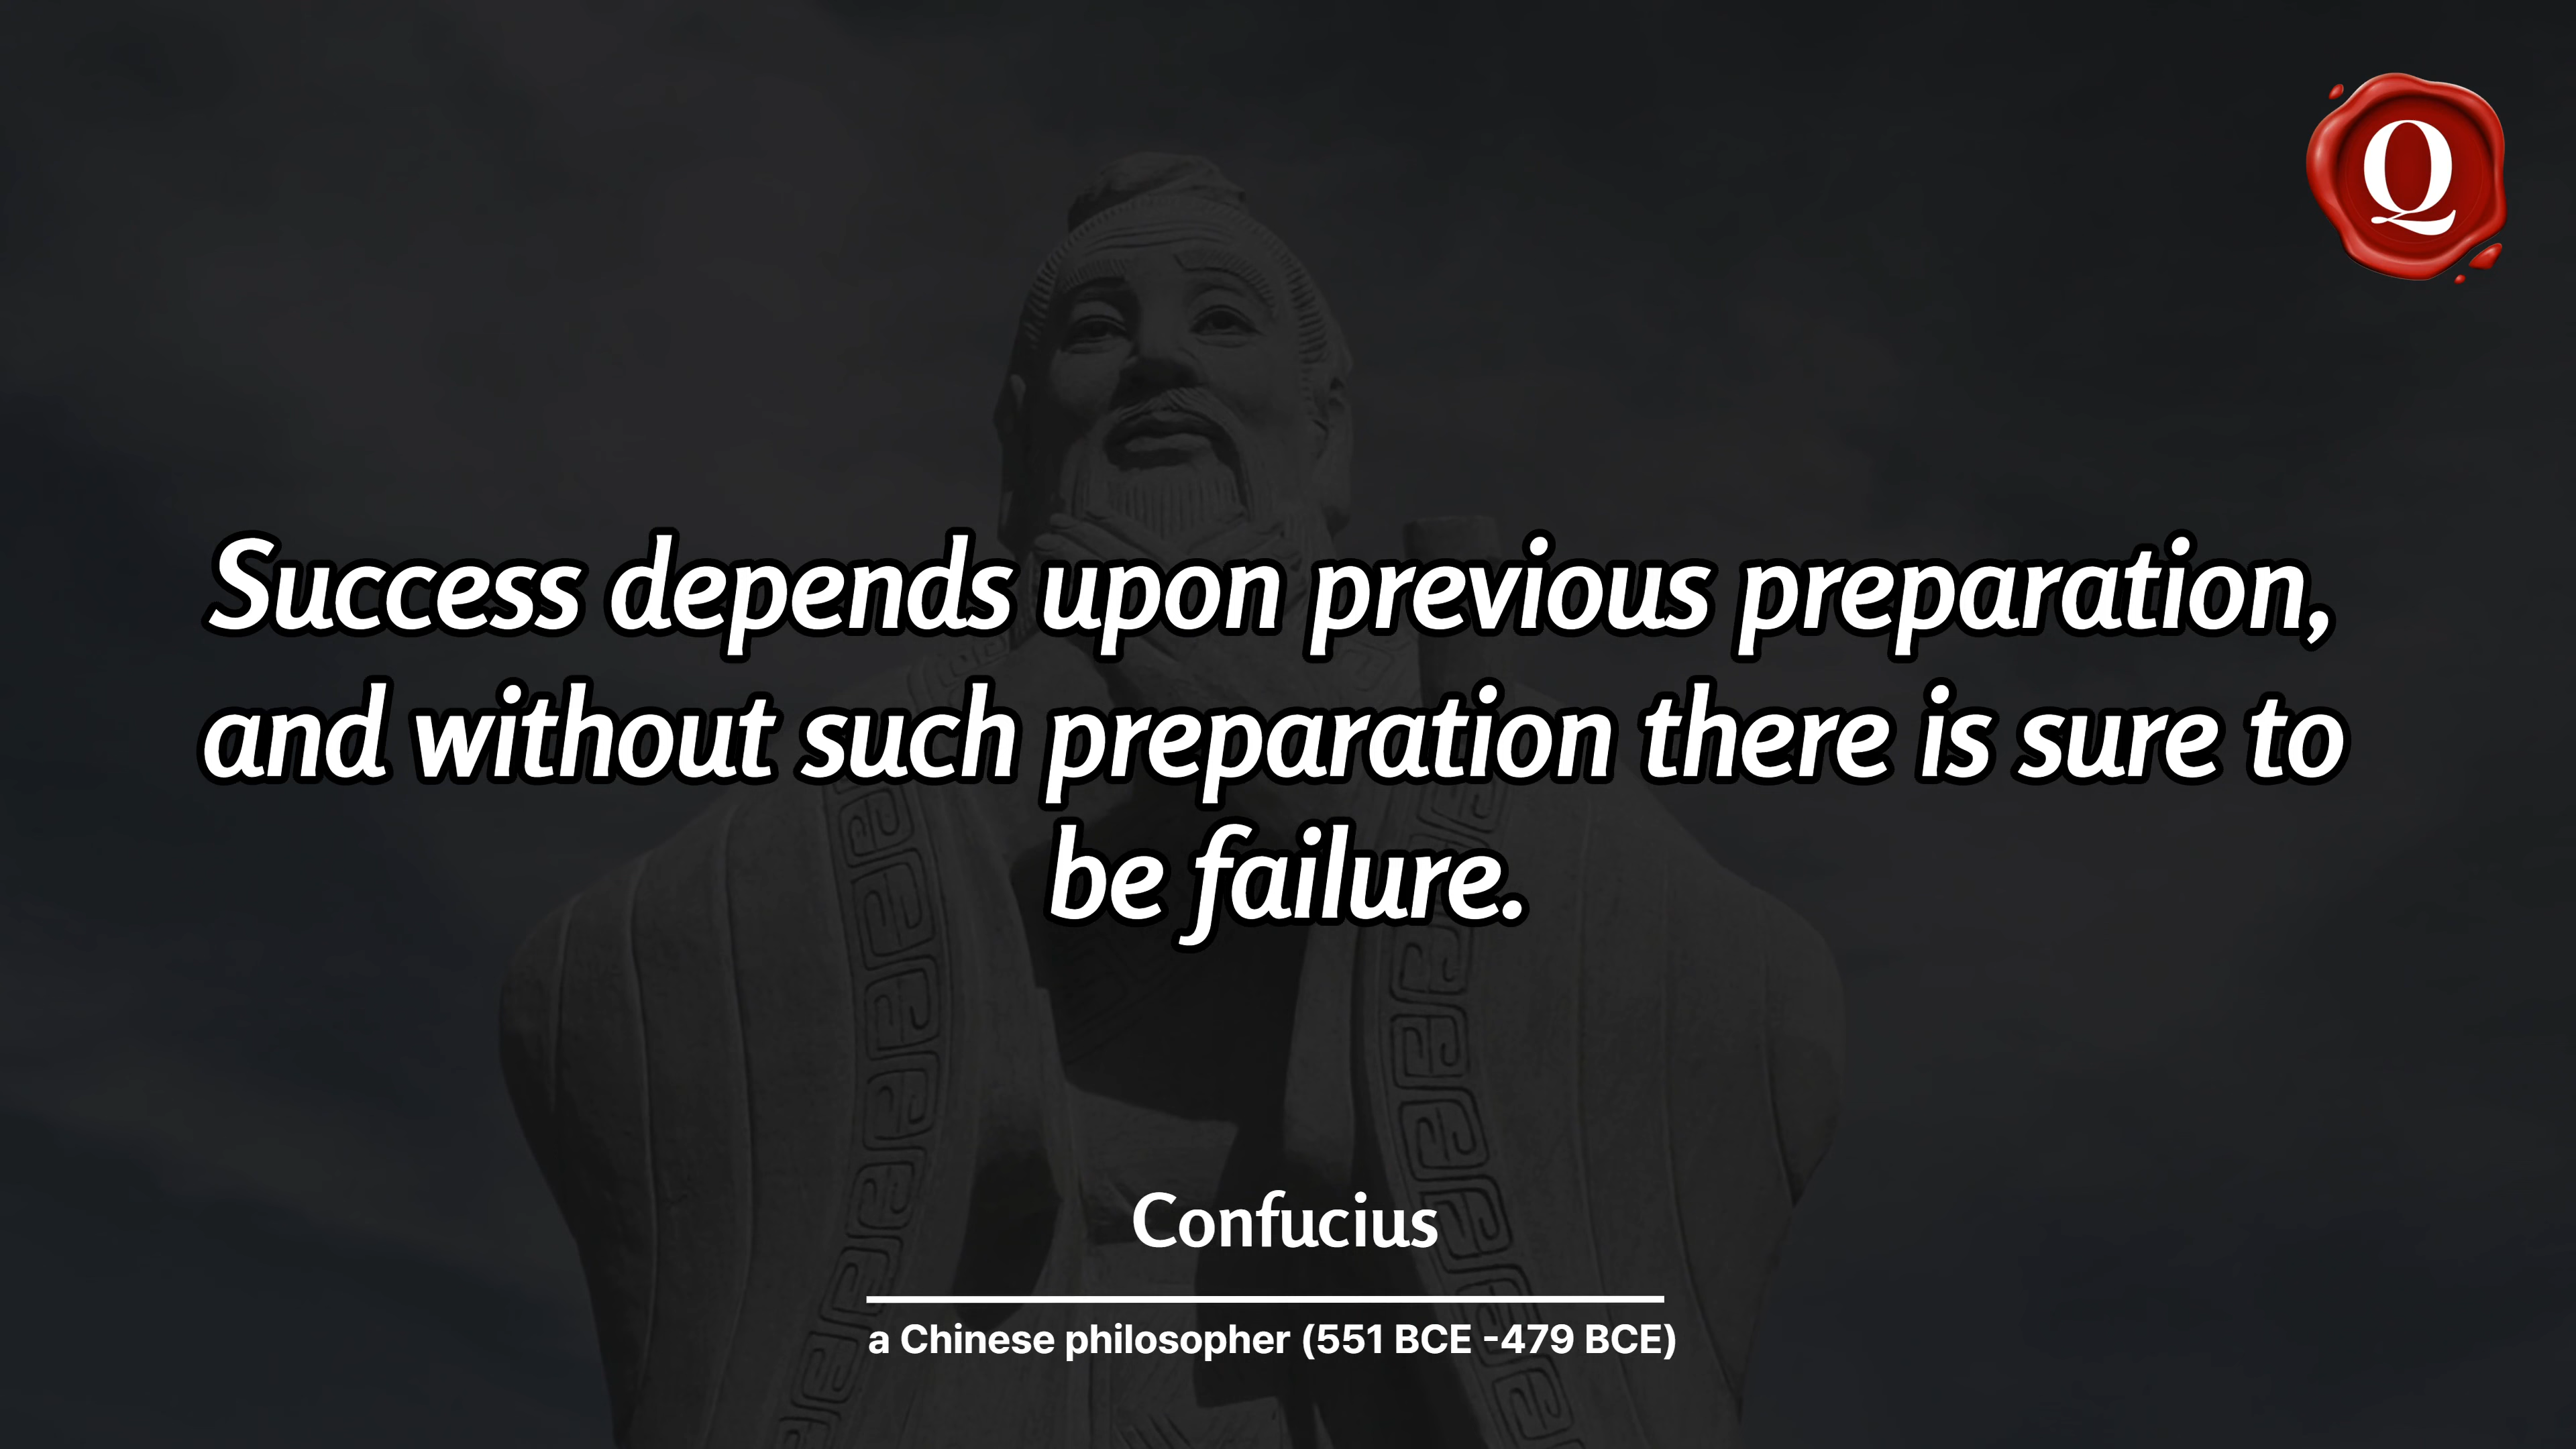 Q
Success depends upon previous preparation,
and without such preparation there is sure to
be failure.
Confucius
a Chinese philosopher (551 BCE -479 BCE)